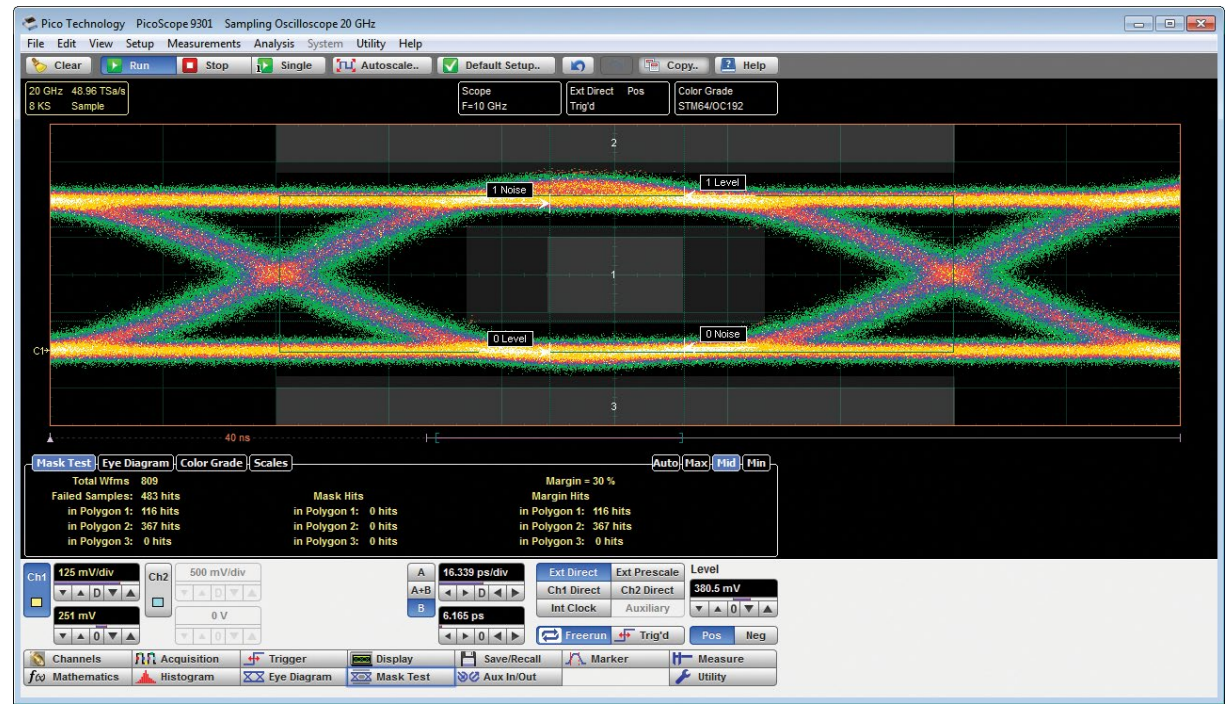 Pico Technology PicoScope 9301 Sampling Oscilloscope 20 GHz
File Edit View Setup Measurements Analysis System Utility Help
Clear Run Stop Single Autoscale.. Default Setup.. Copy.. Help
20 GHz 48.96 TSa/s Scope Ext Direct Pos Color Grade
8 KS Sample F=10 GHz Trig'd STM64/OC192
2
1 Noise 1 Level
1
0 Level 0 Noise
C1
3
40 ns
Mask Test Eye Diagram Color Grade Scales Auto Max Mid Min
Total Wfms 809 Margin = 30 %
Failed Samples: 483 hits Mask Hits Margin Hits
in Polygon 1: 116 hits in Polygon 1: 0 hits in Polygon 1: 116 hits
in Polygon 2: 367 hits in Polygon 2: 0 hits in Polygon 2: 367 hits
in Polygon 3: 0 hits in Polygon 3: 0 hits in Polygon 3: 0 hits
Ch1 125 mV/div Ch2 500 mV/div A 16.339 ps/div Ext Direct Ext Prescale Level
D D A+B D Ch1 Direct Ch2 Direct 380.5 mV
251 mV 0 V B 6.165 ps Int Clock Auxiliary 0
0 0 0 Freerun Trig'd Pos Neg
Channels Acquisition Trigger Display Save/Recall Marker Measure
f(x) Mathematics Histogram Eye Diagram Mask Test Aux In/Out Utility